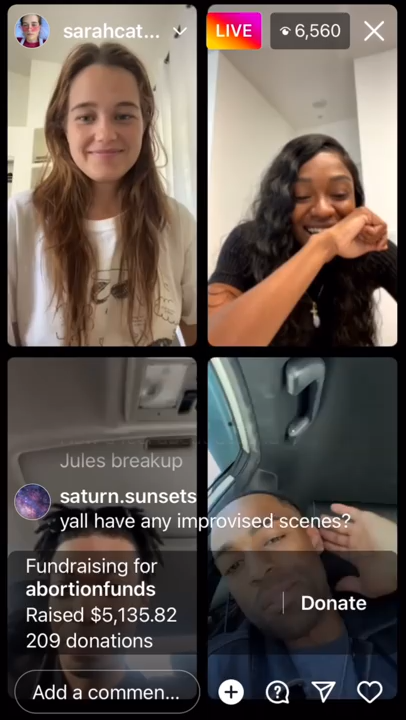 sarahcat...
LIVE
6,560
Jules breakup
saturn.sunsets
yall have any improvised scenes?
Fundraising for
abortionfunds
Raised $5,135.82
209 donations
Donate
Add a commen...